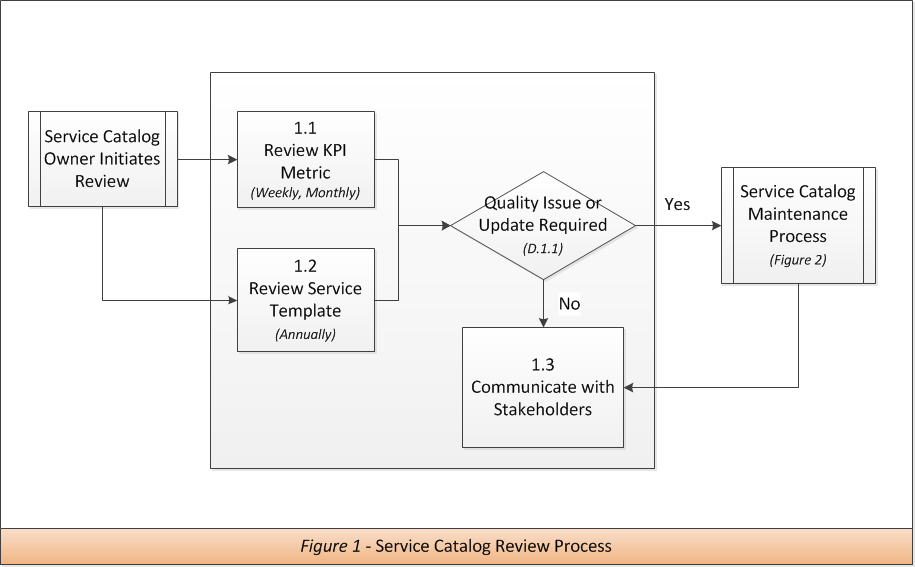 Service Catalog
Owner Initiates
Review
1.1
Review KPI
Metric
(Weekly, Monthly)
1.2
Review Service
Template
(Annually)
Quality Issue or
Update Required
(D.1.1)
Yes
No
Service Catalog
Maintenance
Process
(Figure 2)
1.3
Communicate with
Stakeholders
Figure 1 - Service Catalog Review Process